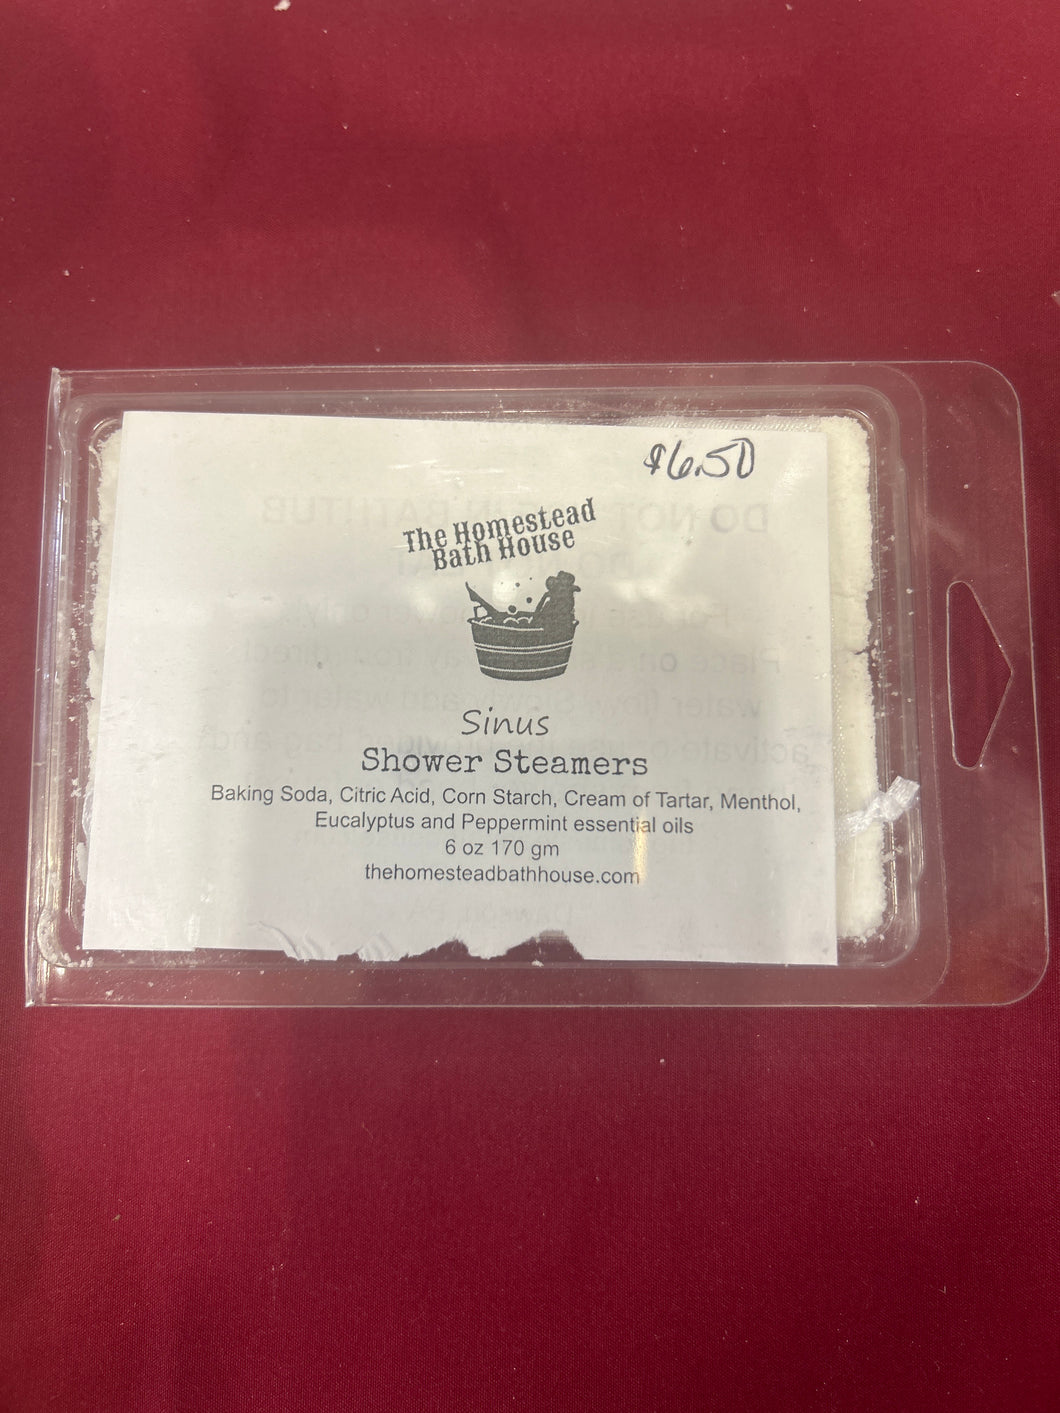 $6.50
The Homestead
Bath House
Sinus
Shower Steamers
Baking Soda, Citric Acid, Corn Starch, Cream of Tartar, Menthol,
Eucalyptus and Peppermint essential oils
6 oz 170 gm
thehomesteadbathhouse.com